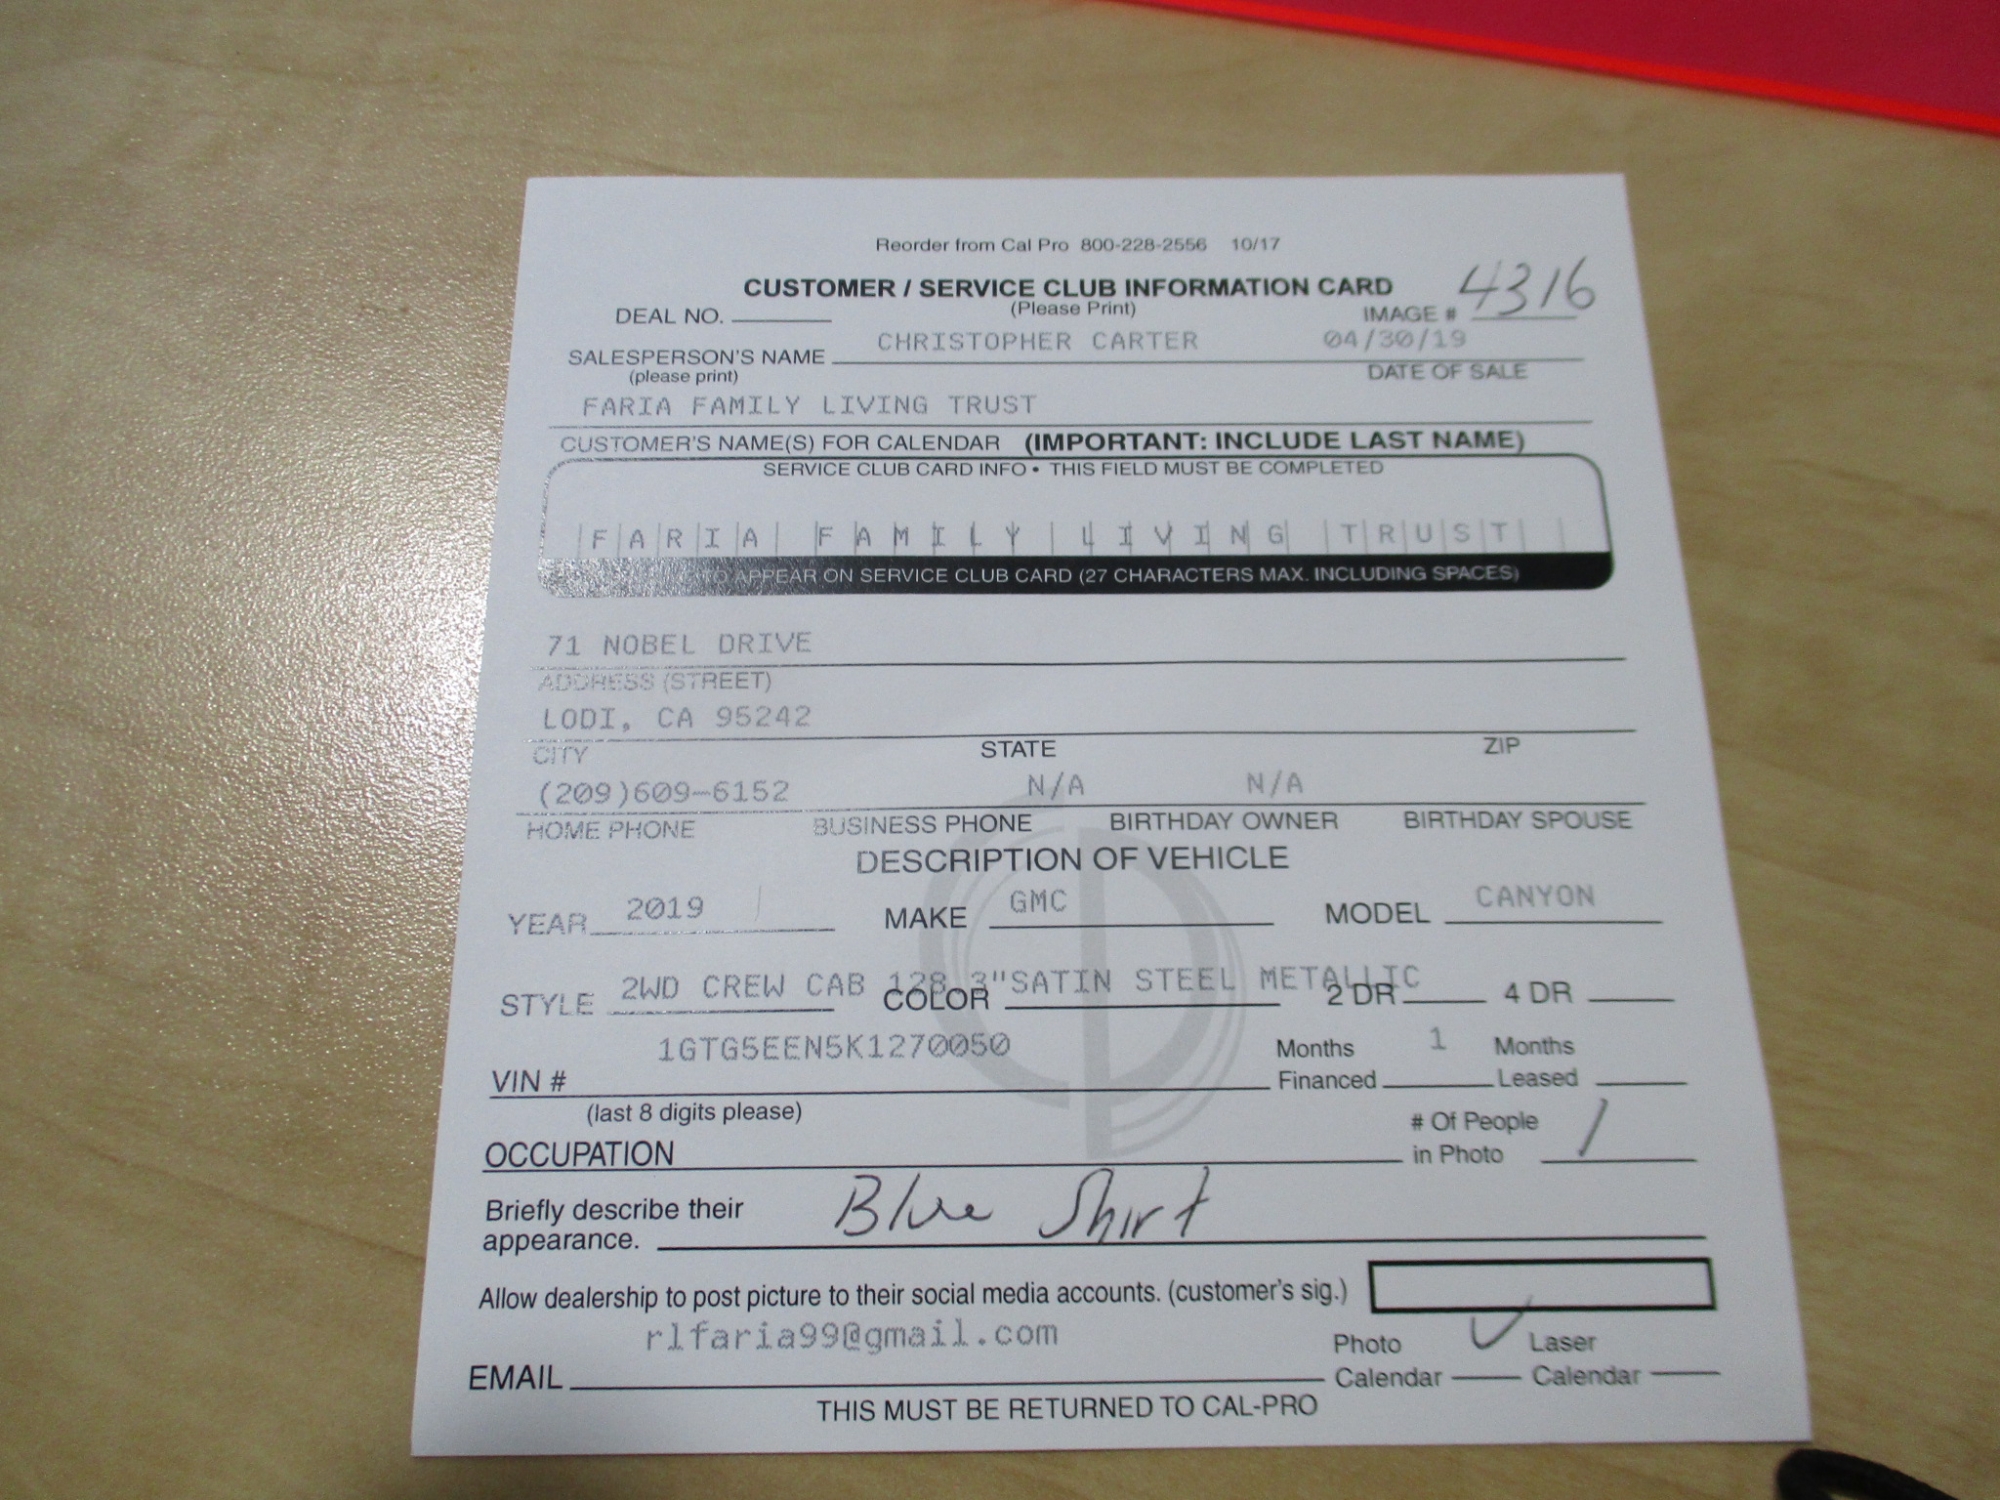 Reorder from Cal Pro 800-228-2556 10/17
CUSTOMER / SERVICE CLUB INFORMATION CARD
(Please Print)
DEAL NO. IMAGE # 4316
CHRISTOPHER CARTER 04/30/19
SALESPERSON'S NAME DATE OF SALE
(please print)
FARIA FAMILY LIVING TRUST
CUSTOMER'S NAME(S) FOR CALENDAR (IMPORTANT: INCLUDE LAST NAME)
SERVICE CLUB CARD INFO • THIS FIELD MUST BE COMPLETED
FARIA FAMILY LIVING TRUST
TO APPEAR ON SERVICE CLUB CARD (27 CHARACTERS MAX. INCLUDING SPACES)
71 NOBEL DRIVE
ADDRESS (STREET)
LODI, CA 95242
CITY STATE ZIP
(209)609-6152 N/A N/A
HOME PHONE BUSINESS PHONE BIRTHDAY OWNER BIRTHDAY SPOUSE
DESCRIPTION OF VEHICLE
YEAR 2019 MAKE GMC MODEL CANYON
2WD CREW CAB 128.3"SATIN STEEL METALLIC
STYLE COLOR 2 DR 4 DR
1GTG5EEN5K1270050
VIN # Months Financed 1 Months Leased
(last 8 digits please)
OCCUPATION # Of People in Photo 1
Briefly describe their appearance. Blue Shirt
Allow dealership to post picture to their social media accounts. (customer's sig.)
rlfaria99@gmail.com
EMAIL Photo Calendar ✓ Laser Calendar
THIS MUST BE RETURNED TO CAL-PRO